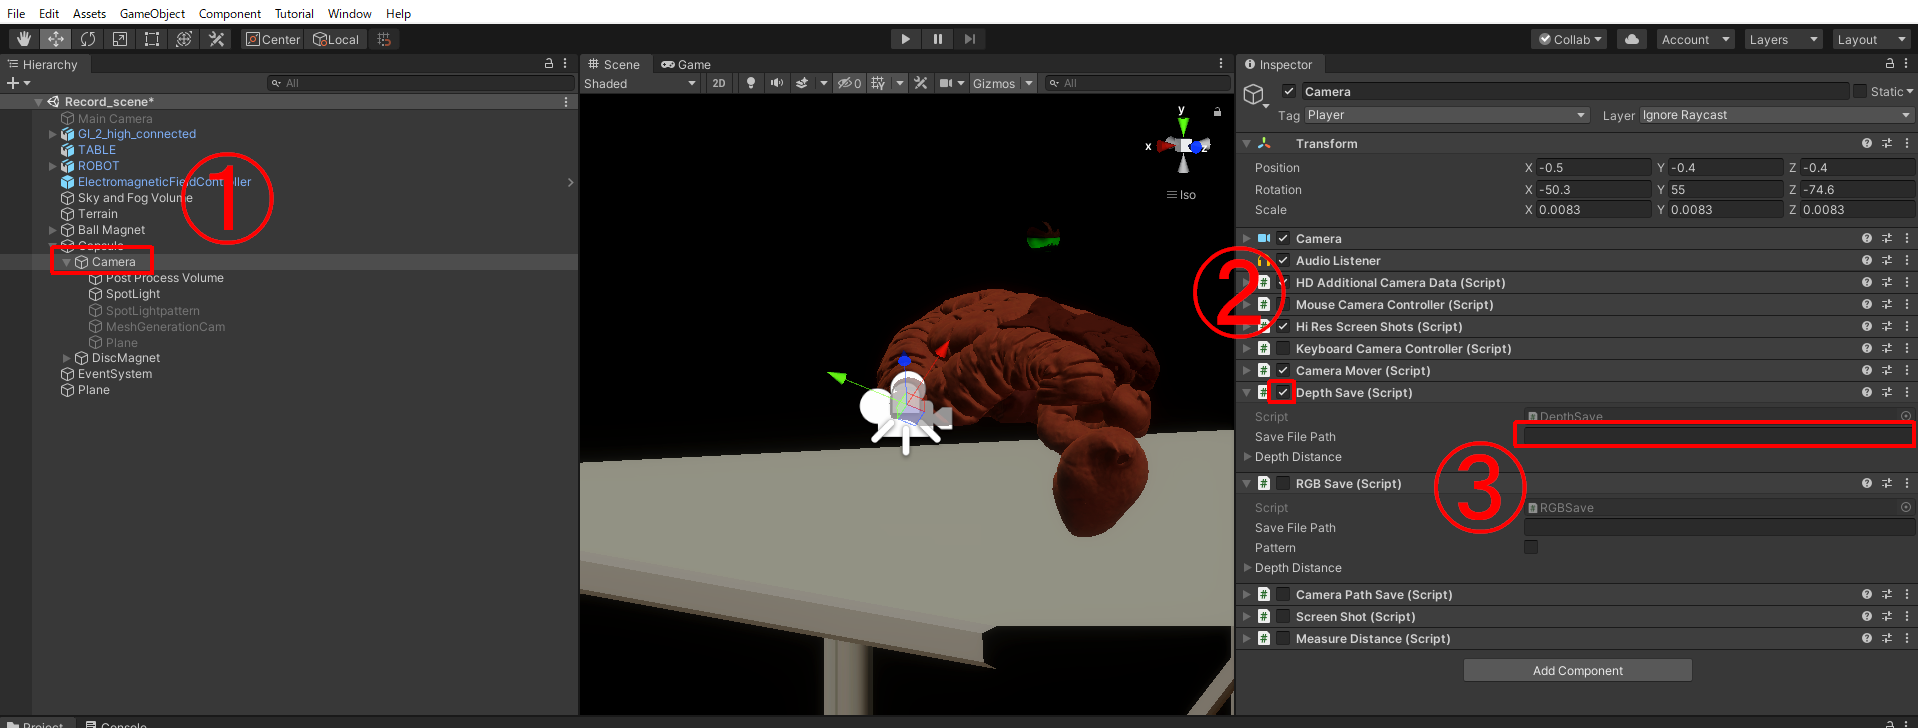 File Edit Assets GameObject Component Tutorial Window Help
Center Local
Collab Account Layers Layout
Hierarchy
All
Record_scene*
Main Camera
GI_2_high_connected
TABLE
ROBOT
ElectromagneticFieldController
Sky and Fog Volume
Terrain
Ball Magnet
Capsule
Camera
Post Process Volume
SpotLight
SpotLightpattern
MeshGenerationCam
Plane
DiscMagnet
EventSystem
Plane
①
Scene Game
Shaded 2D 0 Gizmos All
y
x
z
Iso
Inspector
Camera Static
Tag Player Layer Ignore Raycast
Transform
Position X -0.5 Y -0.4 Z -0.4
Rotation X -50.3 Y 55 Z -74.6
Scale X 0.0083 Y 0.0083 Z 0.0083
Camera
Audio Listener
②
HD Additional Camera Data (Script)
Mouse Camera Controller (Script)
Hi Res Screen Shots (Script)
Keyboard Camera Controller (Script)
Camera Mover (Script)
Depth Save (Script)
Script DepthSave
Save File Path
Depth Distance
③
RGB Save (Script)
Script RGBSave
Save File Path
Pattern
Depth Distance
Camera Path Save (Script)
Screen Shot (Script)
Measure Distance (Script)
Add Component
Project Console